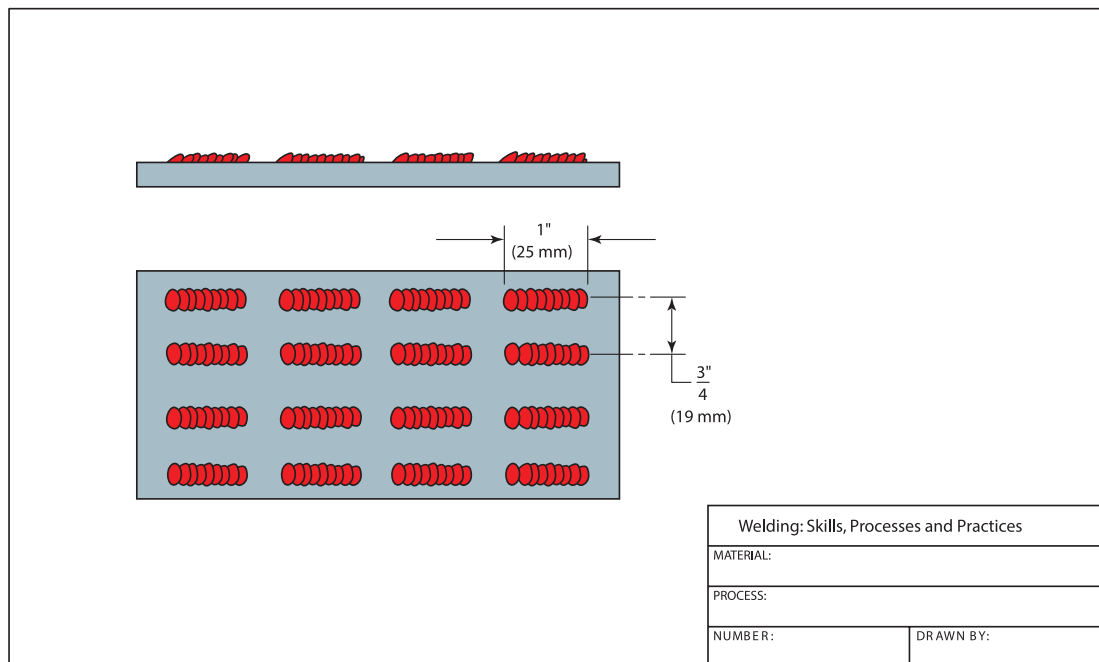 1"
(25 mm)
3"
4
(19 mm)
Welding: Skills, Processes and Practices
MATERIAL:
PROCESS:
NUMBER:
DRAWN BY: